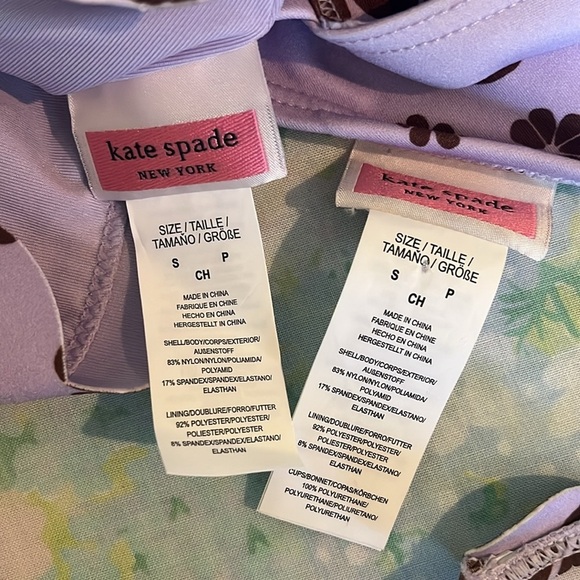 kate spade
NEW YORK
SIZE / TAILLE /
TAMAÑO / GRÖßE
S P
CH
MADE IN CHINA
FABRIQUE EN CHINE
HECHO EN CHINA
HERGESTELLT IN CHINA
SHELL/BODY/CORPS/EXTERIOR/
AUßENSTOFF
83% NYLON/NYLON/POLIAMIDA/
POLYAMID
17% SPANDEX/SPANDEX/ELASTANO/
ELASTHAN
LINING/DOUBLURE/FORRO/FUTTER
92% POLYESTER/POLYESTER/
POLIESTER/POLYESTER
8% SPANDEX/SPANDEX/ELASTANO/
ELASTHAN
kate spade
NEW YORK
SIZE / TAILLE /
TAMAÑO / GRÖßE
S P
CH
MADE IN CHINA
FABRIQUE EN CHINE
HECHO EN CHINA
HERGESTELLT IN CHINA
SHELL/BODY/CORPS/EXTERIOR/
AUßENSTOFF
83% NYLON/NYLON/POLIAMIDA/
POLYAMID
17% SPANDEX/SPANDEX/ELASTANO/
ELASTHAN
LINING/DOUBLURE/FORRO/FUTTER
92% POLYESTER/POLYESTER/
POLIESTER/POLYESTER
8% SPANDEX/SPANDEX/ELASTANO/
ELASTHAN
CUPS/BONNET/COPAS/KÖRBCHEN
100% POLYURETHANE/
POLYURETHANE/POLIURETANO/
POLYURETHAN